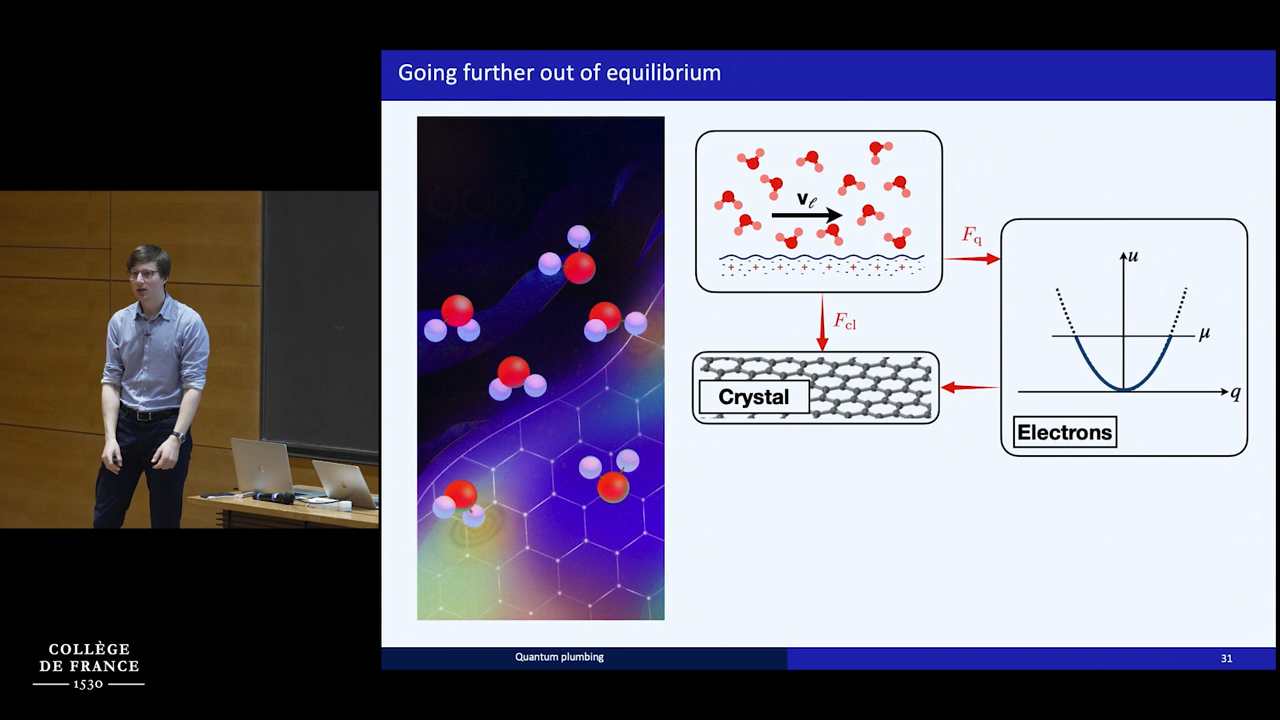 Going further out of equilibrium
v_ℓ
F_q
F_cl
u
μ
q
Crystal
Electrons
Quantum plumbing
31
COLLÈGE
DE FRANCE
1530